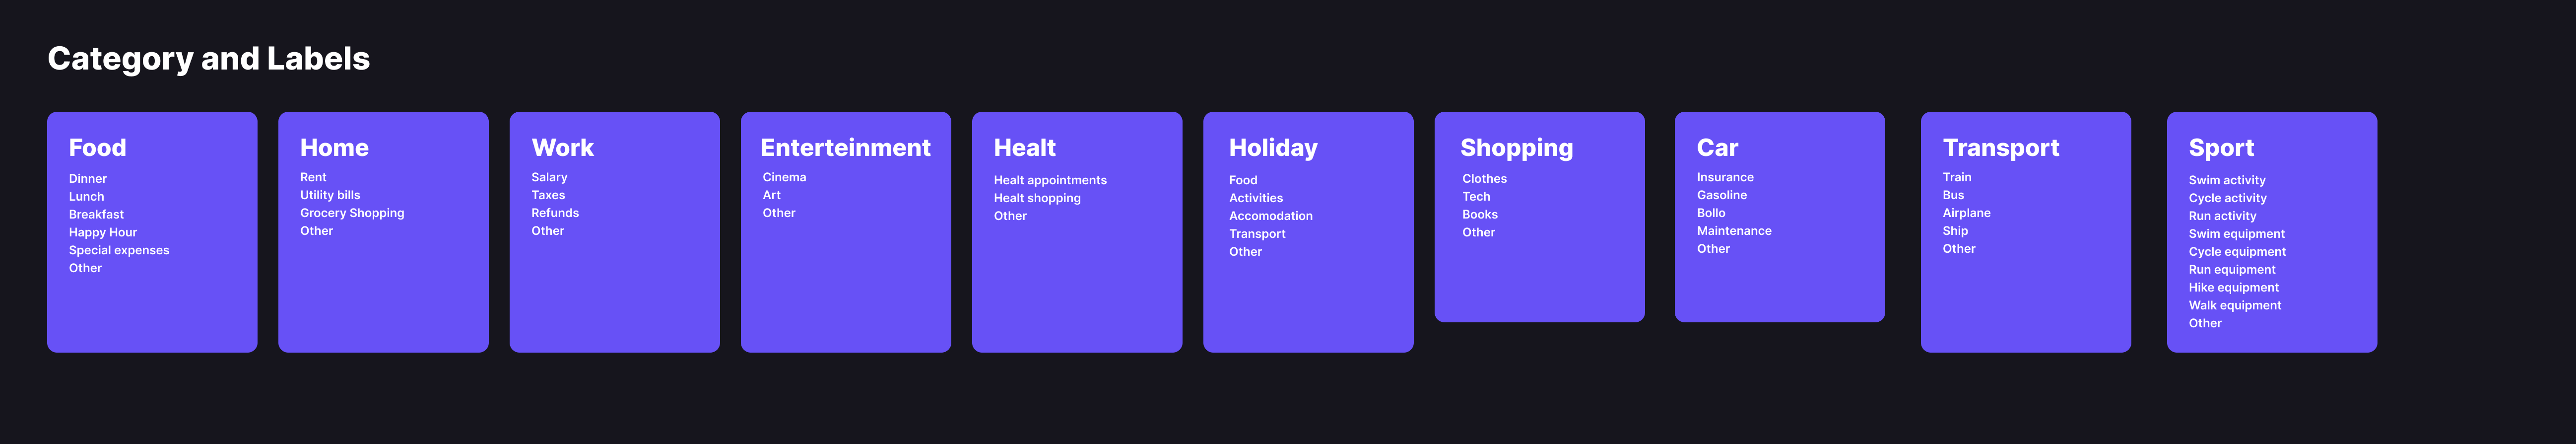 Category and Labels
Food
Dinner
Lunch
Breakfast
Happy Hour
Special expenses
Other
Home
Rent
Utility bills
Grocery Shopping
Other
Work
Salary
Taxes
Refunds
Other
Enterteinment
Cinema
Art
Other
Healt
Healt appointments
Healt shopping
Other
Holiday
Food
Activities
Accomodation
Transport
Other
Shopping
Clothes
Tech
Books
Other
Car
Insurance
Gasoline
Bollo
Maintenance
Other
Transport
Train
Bus
Airplane
Ship
Other
Sport
Swim activity
Cycle activity
Run activity
Swim equipment
Cycle equipment
Run equipment
Hike equipment
Walk equipment
Other